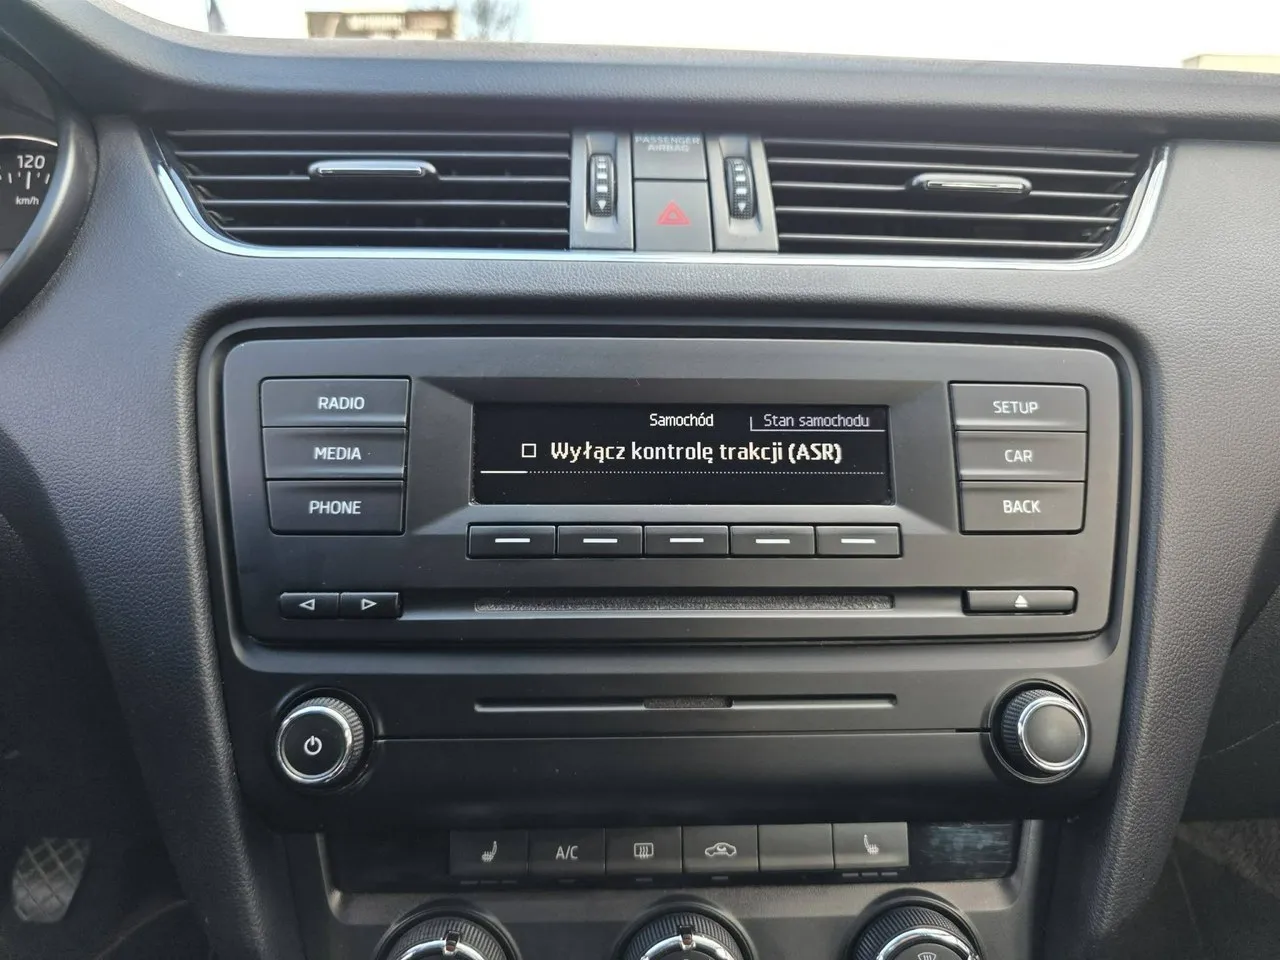 120
km/h
PASSENGER
AIRBAG
RADIO
MEDIA
PHONE
Samochód
Stan samochodu
Wyłącz kontrolę trakcji (ASR)
SETUP
CAR
BACK
A/C